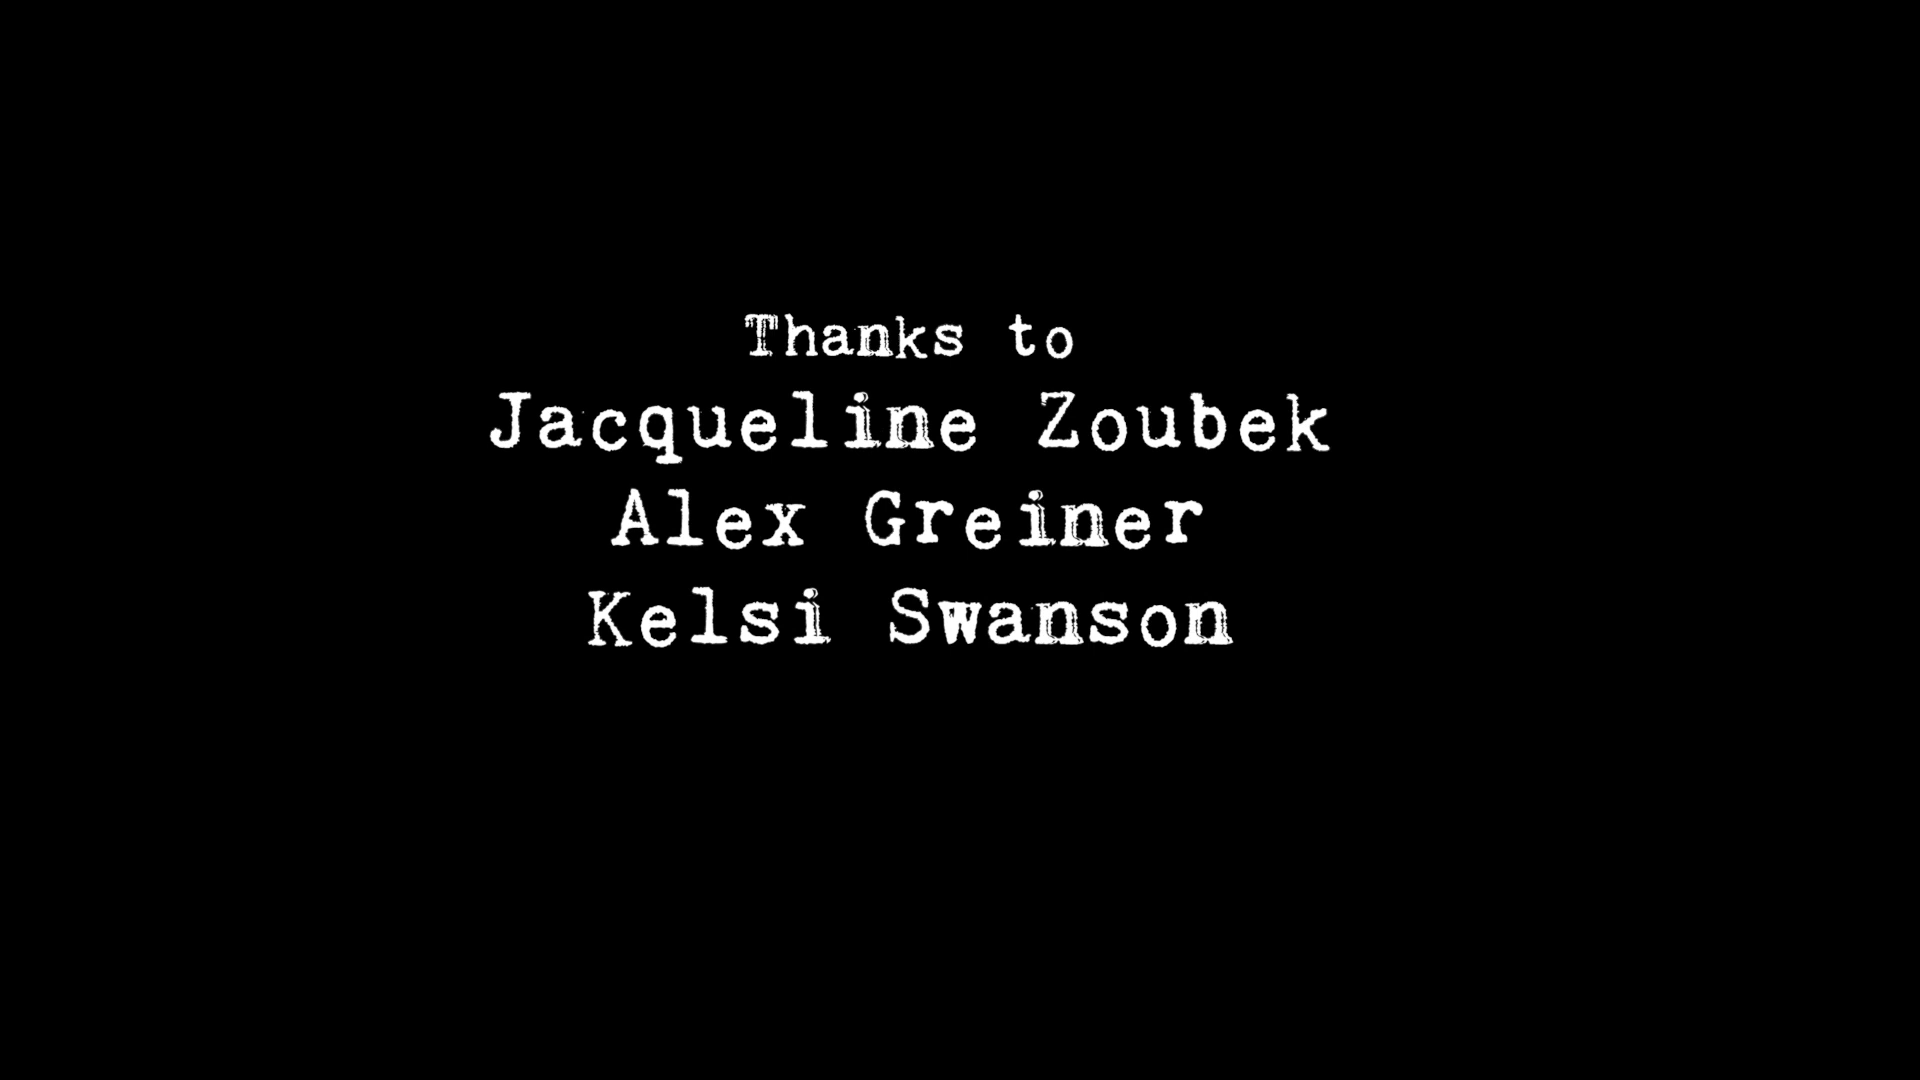 Thanks to
Jacqueline Zoubek
Alex Greiner
Kelsi Swanson